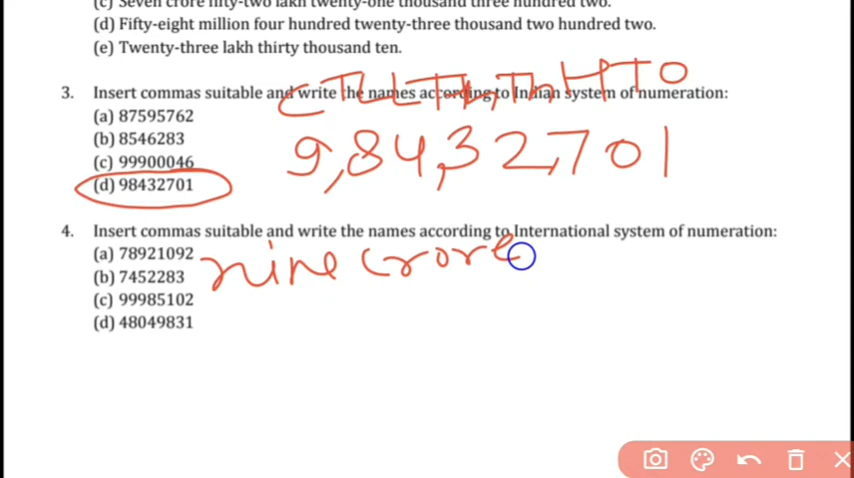 (c) Seven crore fifty-two lakh twenty-one thousand three hundred two.
(d) Fifty-eight million four hundred twenty-three thousand two hundred two.
(e) Twenty-three lakh thirty thousand ten.
C TL L TTh, Th H T O
3. Insert commas suitable and write the names according to Indian system of numeration:
(a) 87595762
(b) 8546283
(c) 99900046
(d) 98432701
9,84,32,701
4. Insert commas suitable and write the names according to International system of numeration:
(a) 78921092
nine crore
(b) 7452283
(c) 99985102
(d) 48049831